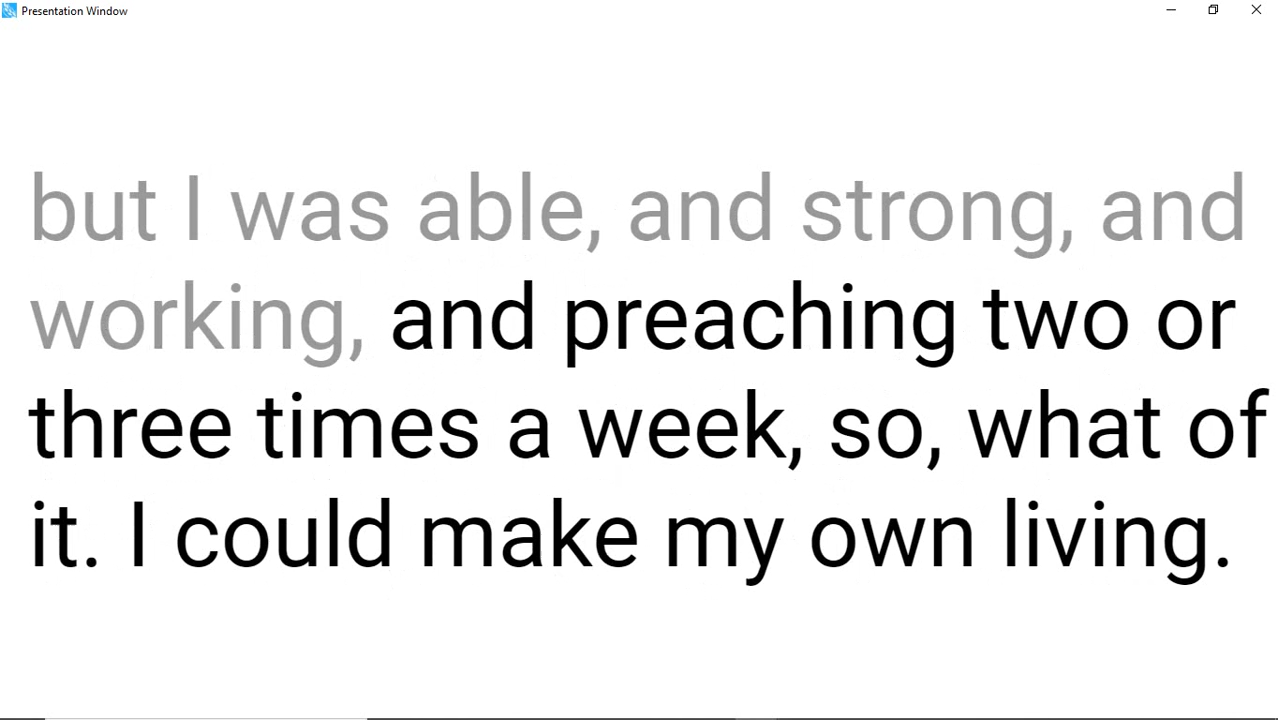 Presentation Window
but I was able, and strong, and
working, and preaching two or
three times a week, so, what of
it. I could make my own living.